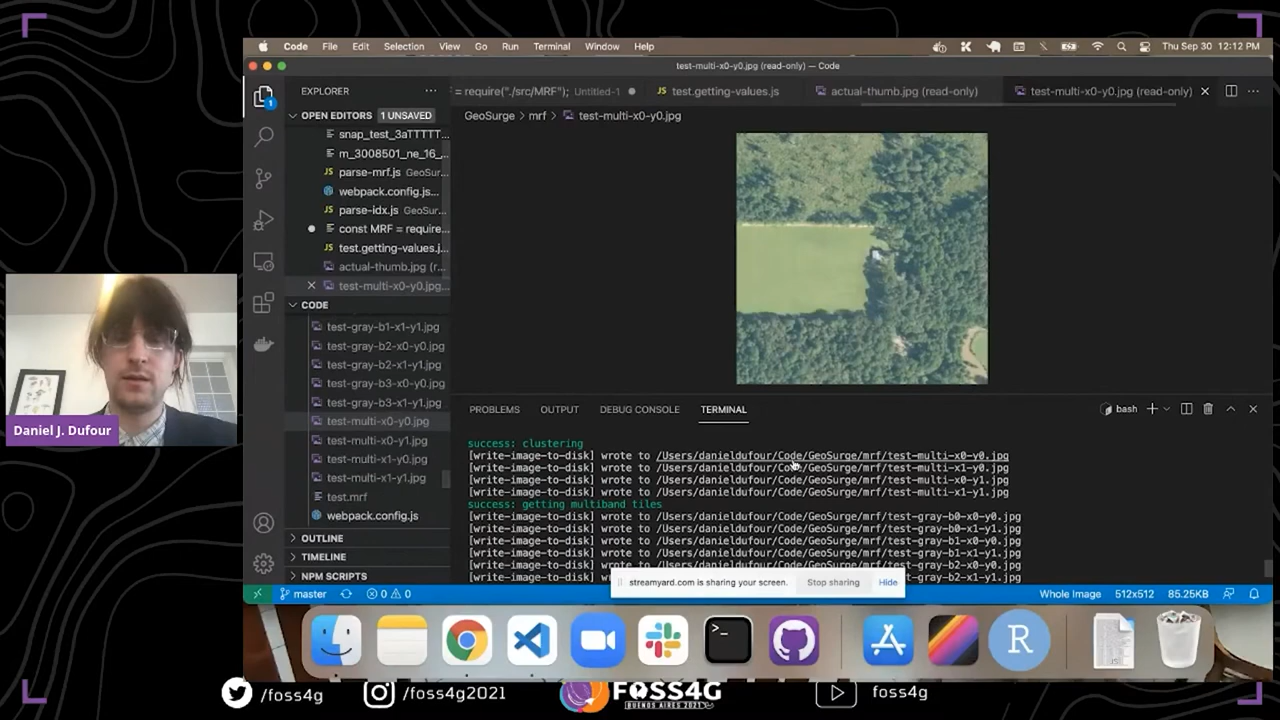 Code File Edit Selection View Go Run Terminal Window Help Thu Sep 30 12:12 PM
test-multi-x0-y0.jpg (read-only) — Code
EXPLORER
= require("./src/MRF"); Untitled-1
test.getting-values.js
actual-thumb.jpg (read-only)
test-multi-x0-y0.jpg (read-only)
GeoSurge > mrf > test-multi-x0-y0.jpg
OPEN EDITORS 1 UNSAVED
snap_test_3aTTTTT...
m_3008501_ne_16_...
parse-mrf.js GeoSur...
webpack.config.js...
parse-idx.js GeoSur...
const MRF = require...
test.getting-values.j...
actual-thumb.jpg (r...
test-multi-x0-y0.jpg...
CODE
test-gray-b1-x1-y1.jpg
test-gray-b2-x0-y0.jpg
test-gray-b2-x1-y1.jpg
test-gray-b3-x0-y0.jpg
test-gray-b3-x1-y1.jpg
test-multi-x0-y0.jpg
test-multi-x0-y1.jpg
test-multi-x1-y0.jpg
test-multi-x1-y1.jpg
test.mrf
webpack.config.js
OUTLINE
TIMELINE
NPM SCRIPTS
PROBLEMS OUTPUT DEBUG CONSOLE TERMINAL bash
success: clustering
[write-image-to-disk] wrote to /Users/danieldufour/Code/GeoSurge/mrf/test-multi-x0-y0.jpg
[write-image-to-disk] wrote to /Users/danieldufour/Code/GeoSurge/mrf/test-multi-x1-y0.jpg
[write-image-to-disk] wrote to /Users/danieldufour/Code/GeoSurge/mrf/test-multi-x0-y1.jpg
[write-image-to-disk] wrote to /Users/danieldufour/Code/GeoSurge/mrf/test-multi-x1-y1.jpg
success: getting multiband tiles
[write-image-to-disk] wrote to /Users/danieldufour/Code/GeoSurge/mrf/test-gray-b0-x0-y0.jpg
[write-image-to-disk] wrote to /Users/danieldufour/Code/GeoSurge/mrf/test-gray-b0-x1-y1.jpg
[write-image-to-disk] wrote to /Users/danieldufour/Code/GeoSurge/mrf/test-gray-b1-x0-y0.jpg
[write-image-to-disk] wrote to /Users/danieldufour/Code/GeoSurge/mrf/test-gray-b1-x1-y1.jpg
[write-image-to-disk] wrote to /Users/danieldufour/Code/GeoSurge/mrf/test-gray-b2-x0-y0.jpg
[write-image-to-disk] wro test-gray-b2-x1-y1.jpg
streamyard.com is sharing your screen. Stop sharing Hide
master 0 0 Whole Image 512x512 85.25KB
Daniel J. Dufour
/foss4g /foss4g2021 FOSS4G foss4g
BUENOS AIRES 2021